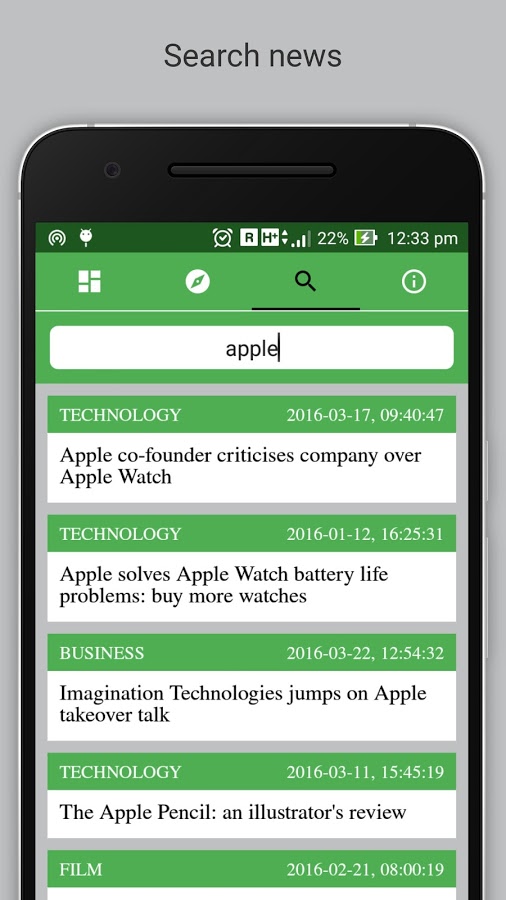 Search news
R H+ 22% 12:33 pm
apple
TECHNOLOGY 2016-03-17, 09:40:47
Apple co-founder criticises company over
Apple Watch
TECHNOLOGY 2016-01-12, 16:25:31
Apple solves Apple Watch battery life
problems: buy more watches
BUSINESS 2016-03-22, 12:54:32
Imagination Technologies jumps on Apple
takeover talk
TECHNOLOGY 2016-03-11, 15:45:19
The Apple Pencil: an illustrator's review
FILM 2016-02-21, 08:00:19